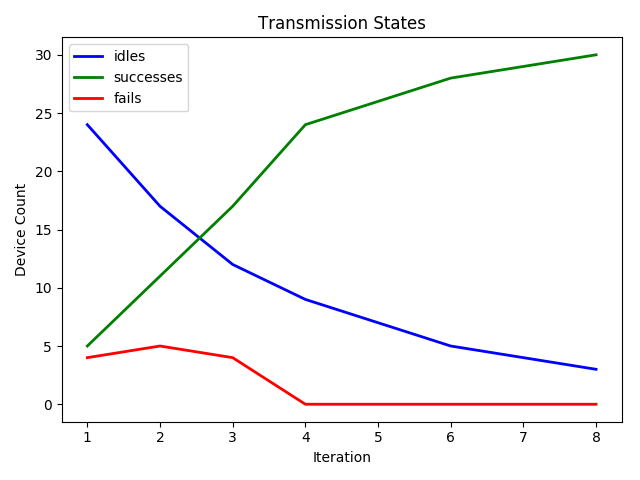 Transmission States
idles
successes
fails
Device Count
30
25
20
15
10
5
0
1 2 3 4 5 6 7 8
Iteration